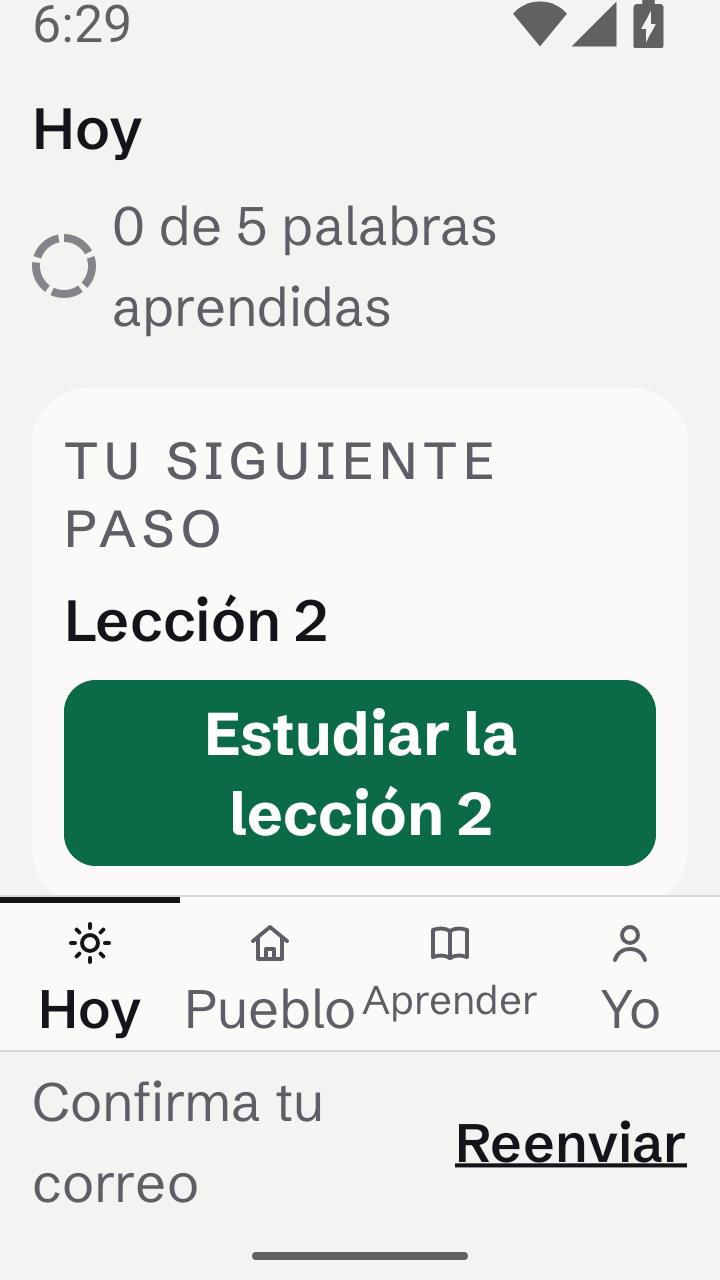 6:29
Hoy
0 de 5 palabras
aprendidas
TU SIGUIENTE
PASO
Lección 2
Estudiar la
lección 2
Hoy
Pueblo
Aprender
Yo
Confirma tu
correo
Reenviar